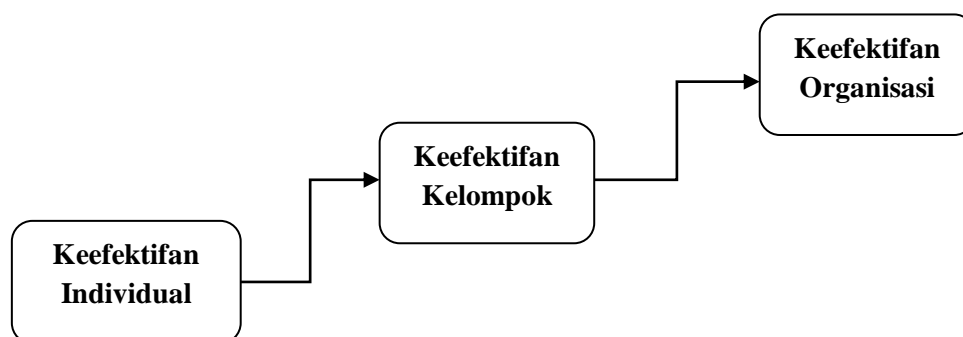 Keefektifan
Organisasi
Keefektifan
Kelompok
Keefektifan
Individual